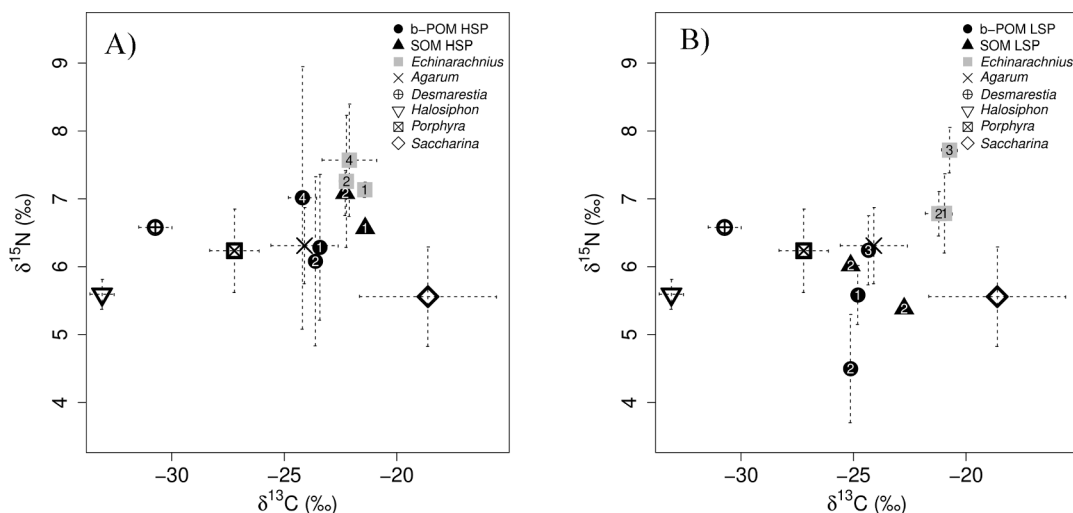 A)
b−POM HSP
SOM HSP
Echinarachnius
Agarum
Desmarestia
Halosiphon
Porphyra
Saccharina
δ15N (‰)
9
8
7
6
5
4
4
4
2
1
2
1
1
2
−30
−25
−20
δ13C (‰)
B)
b−POM LSP
SOM LSP
Echinarachnius
Agarum
Desmarestia
Halosiphon
Porphyra
Saccharina
δ15N (‰)
9
8
7
6
5
4
3
21
3
2
1
2
2
−30
−25
−20
δ13C (‰)